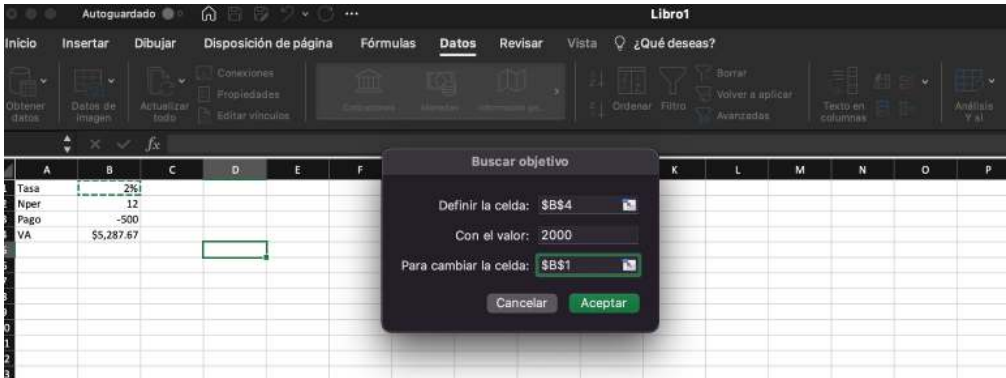 Autoguardado
Libro1
Inicio Insertar Dibujar Disposición de página Fórmulas Datos Revisar Vista ¿Qué deseas?
Obtener datos
Datos de imagen
Actualizar todo
Conexiones
Propiedades
Editar vínculos
Ordenar Filtro
Borrar
Volver a aplicar
Avanzadas
Texto en columnas
Análisis Y si
fx
A B C D E F K L M N O P
Tasa 2%
Nper 12
Pago -500
VA $5,287.67
Buscar objetivo
Definir la celda: $B$4
Con el valor: 2000
Para cambiar la celda: $B$1
Cancelar Aceptar